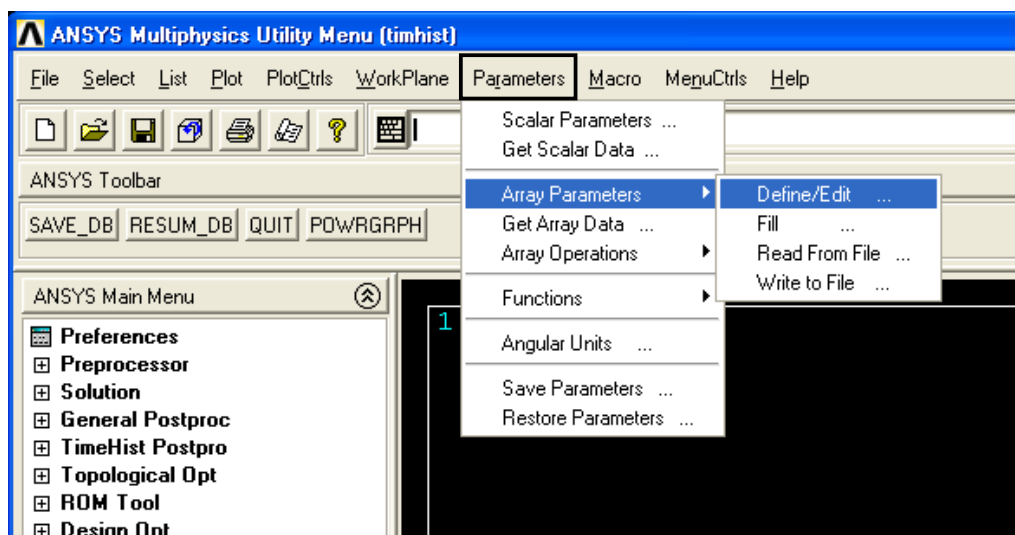 ANSYS Multiphysics Utility Menu (timhist)
File Select List Plot PlotCtrls WorkPlane Parameters Macro MenuCtrls Help
Scalar Parameters ...
Get Scalar Data ...
ANSYS Toolbar
Array Parameters
Define/Edit ...
SAVE_DB RESUM_DB QUIT POWRGRPH
Get Array Data ...
Fill ...
Array Operations
Read From File ...
Write to File ...
ANSYS Main Menu
Functions
1
Preferences
Angular Units ...
Preprocessor
Solution
Save Parameters ...
General Postproc
Restore Parameters ...
TimeHist Postpro
Topological Opt
ROM Tool
Design Opt